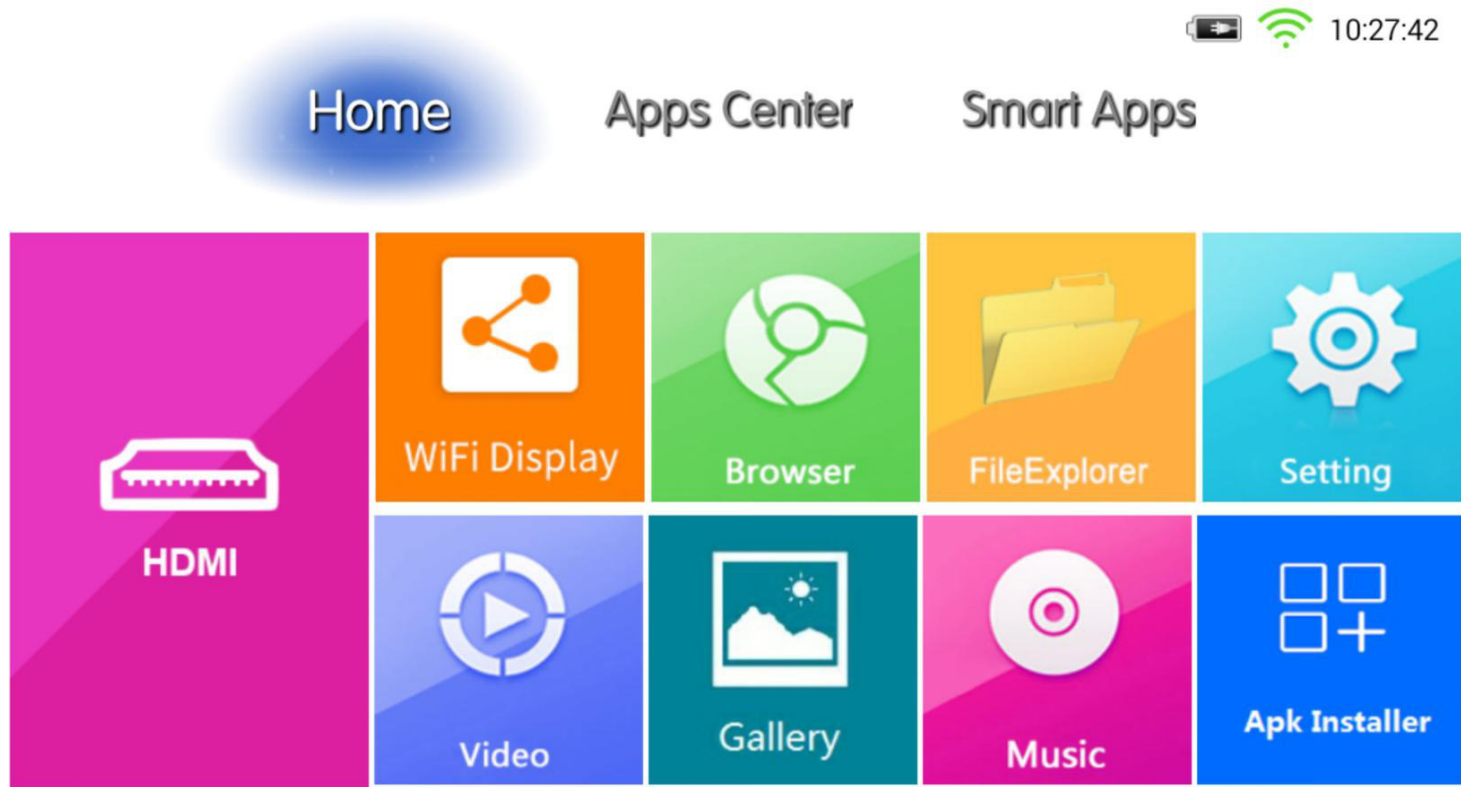 10:27:42
Home Apps Center Smart Apps
HDMI
WiFi Display Browser FileExplorer Setting
Video Gallery Music Apk Installer